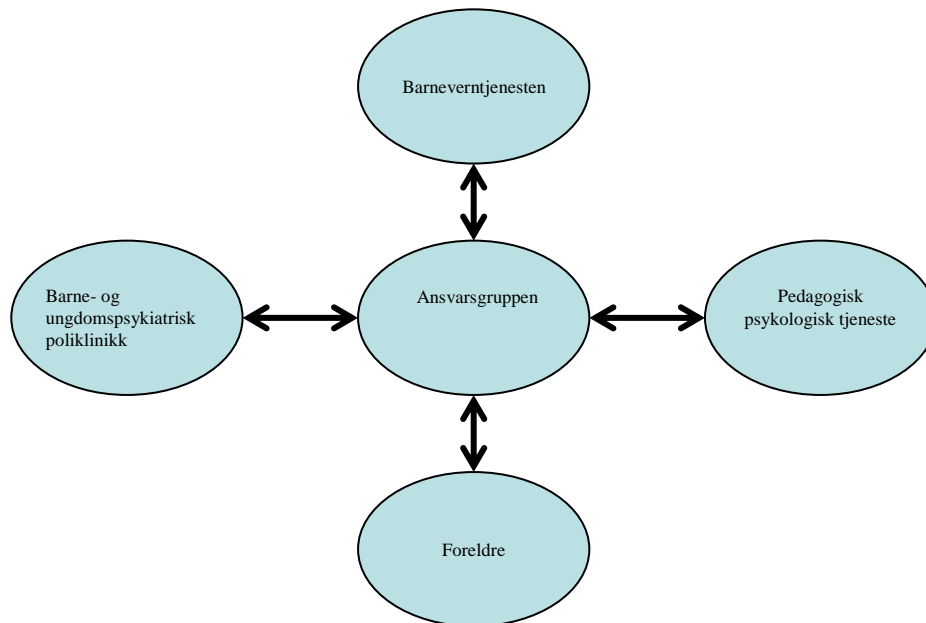 Barneverntjenesten
Barne- og
ungdomspsykiatrisk
poliklinikk
Ansvarsgruppen
Pedagogisk
psykologisk tjeneste
Foreldre